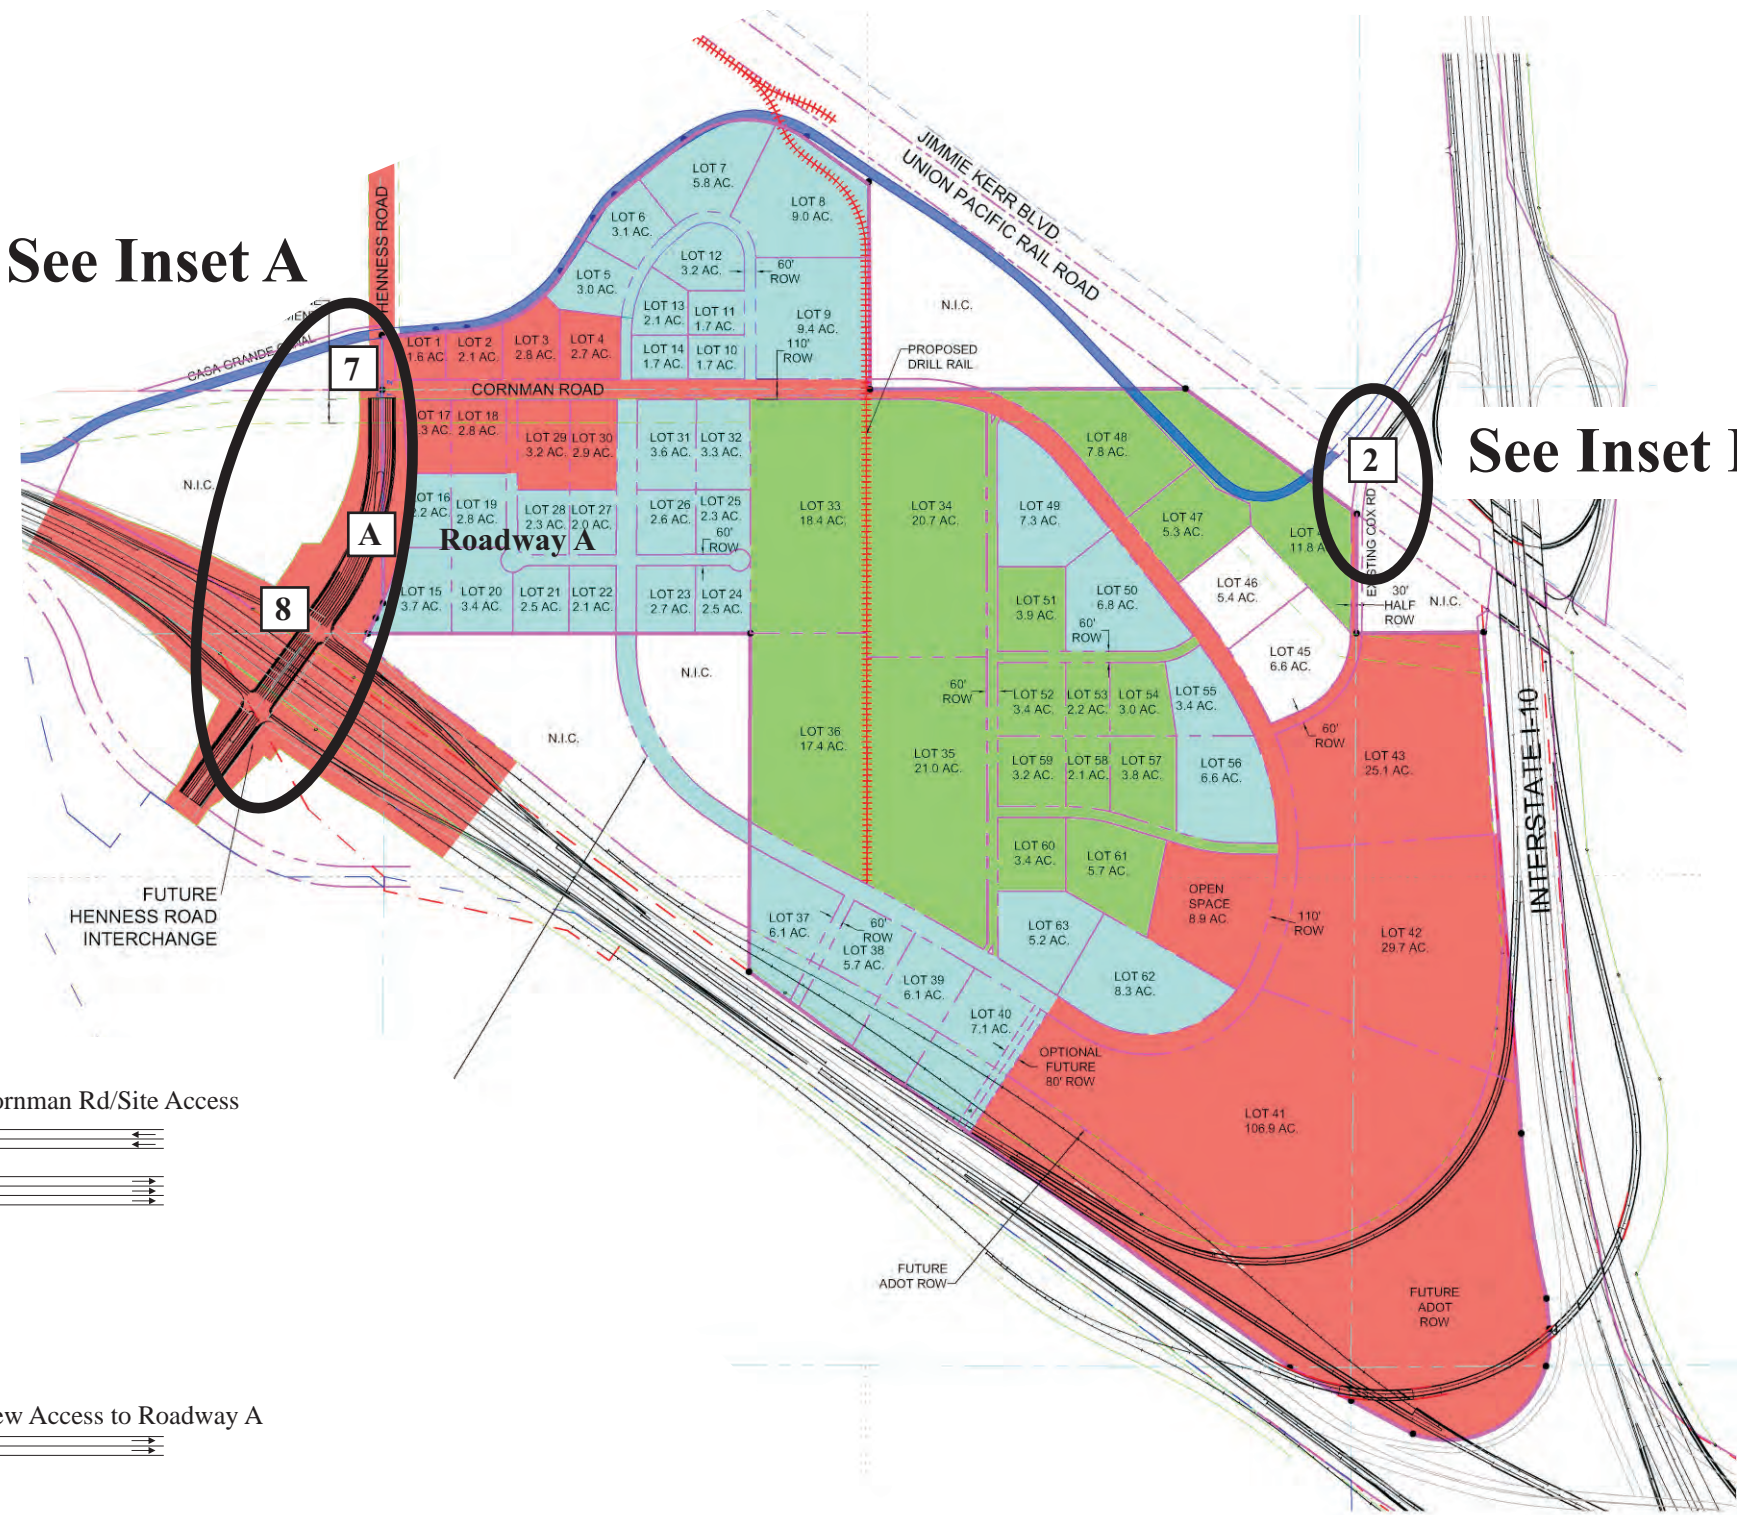 See Inset A
HENNESS ROAD
CASA GRANDE
7
JIMMIE KERR BLVD.
UNION PACIFIC RAIL ROAD
LOT 7
5.8 AC.
LOT 8
9.0 AC.
LOT 6
3.1 AC.
LOT 12
3.2 AC.
60'
ROW
LOT 5
3.0 AC.
LOT 13
2.1 AC.
LOT 11
1.7 AC.
LOT 9
9.4 AC.
N.I.C.
LOT 1
1.6 AC
LOT 2
2.1 AC.
LOT 3
2.8 AC.
LOT 4
2.7 AC.
LOT 14
1.7 AC.
LOT 10
1.7 AC.
110'
ROW
PROPOSED
DRILL RAIL
CORNMAN ROAD
OT 17
.3 AC.
LOT 18
2.8 AC.
LOT 29
3.2 AC.
LOT 30
2.9 AC.
LOT 31
3.6 AC.
LOT 32
3.3 AC.
LOT 48
7.8 AC.
2
See Inset
N.I.C.
OT 16
2.2 AC.
LOT 19
2.8 AC.
LOT 28
2.3 AC.
LOT 27
2.0 AC.
LOT 26
2.6 AC.
LOT 25
2.3 AC.
60'
ROW
LOT 33
18.4 AC.
LOT 34
20.7 AC.
LOT 49
7.3 AC.
LOT 47
5.3 AC.
LOT
11.8 A
EXISTING COX RD
A
Roadway A
8
LOT 15
3.7 AC.
LOT 20
3.4 AC.
LOT 21
2.5 AC.
LOT 22
2.1 AC.
LOT 23
2.7 AC.
LOT 24
2.5 AC.
LOT 51
3.9 AC.
LOT 50
6.8 AC.
LOT 46
5.4 AC.
30'
HALF
ROW
N.I.C.
60'
ROW
LOT 45
6.6 AC.
N.I.C.
60'
ROW
LOT 52
3.4 AC.
LOT 53
2.2 AC.
LOT 54
3.0 AC.
LOT 55
3.4 AC.
60'
ROW
N.I.C.
LOT 36
17.4 AC.
LOT 35
21.0 AC.
LOT 59
3.2 AC.
LOT 58
2.1 AC.
LOT 57
3.8 AC.
LOT 56
6.6 AC.
LOT 43
25.1 AC.
INTERSTATE I-10
LOT 60
3.4 AC.
LOT 61
5.7 AC.
OPEN
SPACE
8.9 AC.
110'
ROW
LOT 42
29.7 AC.
FUTURE
HENNESS ROAD
INTERCHANGE
LOT 37
6.1 AC.
60'
ROW
LOT 38
5.7 AC.
LOT 63
5.2 AC.
LOT 39
6.1 AC.
LOT 62
8.3 AC.
LOT 40
7.1 AC.
OPTIONAL
FUTURE
80' ROW
LOT 41
106.9 AC.
ornman Rd/Site Access
FUTURE
ADOT ROW
FUTURE
ADOT
ROW
ew Access to Roadway A